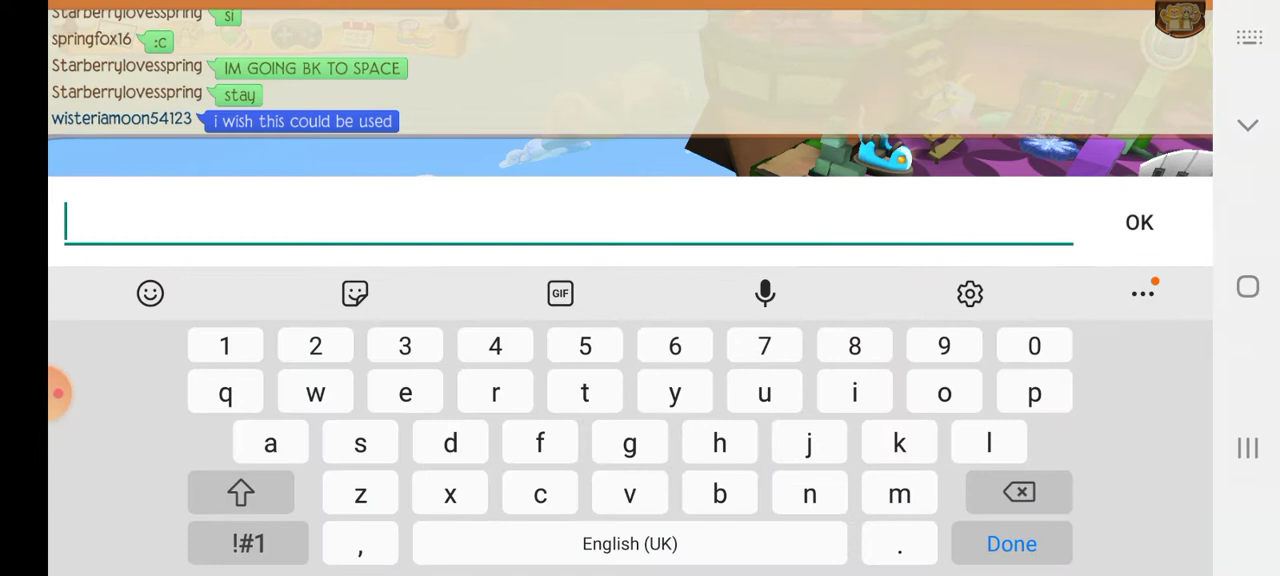 Starberrylovesspring si
springfox16 :c
Starberrylovesspring IM GOING BK TO SPACE
Starberrylovesspring stay
wisteriamoon54123 i wish this could be used
OK
GIF
1 2 3 4 5 6 7 8 9 0
q w e r t y u i o p
a s d f g h j k l
z x c v b n m
!#1 , English (UK) . Done